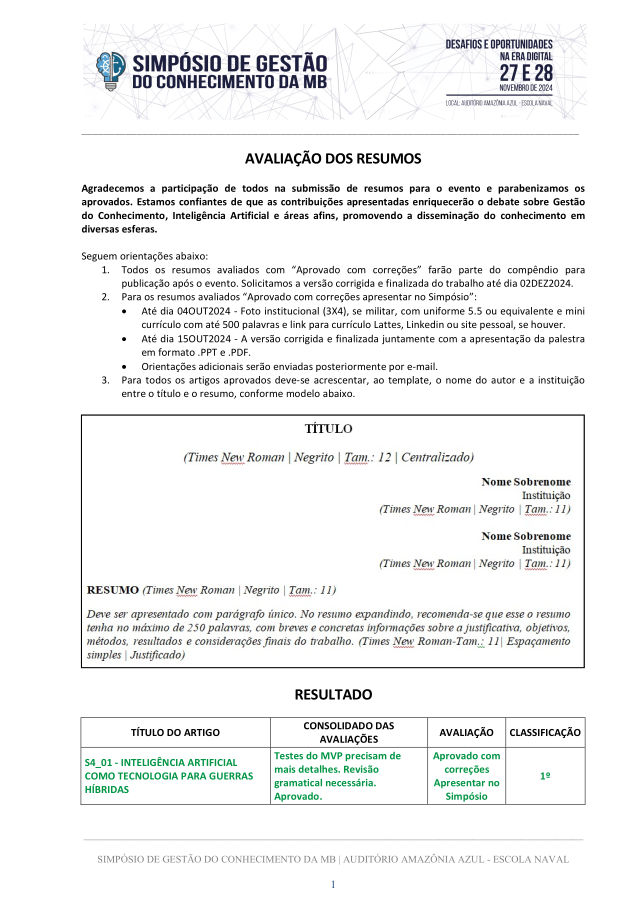 SIMPÓSIO DE GESTÃO
DO CONHECIMENTO DA MB
DESAFIOS E OPORTUNIDADES
NA ERA DIGITAL
27 E 28
NOVEMBRO DE 2024
LOCAL: AUDITÓRIO AMAZÔNIA AZUL - ESCOLA NAVAL
AVALIAÇÃO DOS RESUMOS
Agradecemos a participação de todos na submissão de resumos para o evento e parabenizamos os
aprovados. Estamos confiantes de que as contribuições apresentadas enriquecerão o debate sobre Gestão
do Conhecimento, Inteligência Artificial e áreas afins, promovendo a disseminação do conhecimento em
diversas esferas.
Seguem orientações abaixo:
1. Todos os resumos avaliados com “Aprovado com correções” farão parte do compêndio para
publicação após o evento. Solicitamos a versão corrigida e finalizada do trabalho até dia 02DEZ2024.
2. Para os resumos avaliados “Aprovado com correções apresentar no Simpósio”:
• Até dia 04OUT2024 - Foto institucional (3X4), se militar, com uniforme 5.5 ou equivalente e mini
currículo com até 500 palavras e link para currículo Lattes, Linkedin ou site pessoal, se houver.
• Até dia 15OUT2024 - A versão corrigida e finalizada juntamente com a apresentação da palestra
em formato .PPT e .PDF.
• Orientações adicionais serão enviadas posteriormente por e-mail.
3. Para todos os artigos aprovados deve-se acrescentar, ao template, o nome do autor e a instituição
entre o título e o resumo, conforme modelo abaixo.
TÍTULO
(Times New Roman | Negrito | Tam.: 12 | Centralizado)
Nome Sobrenome
Instituição
(Times New Roman | Negrito | Tam.: 11)
Nome Sobrenome
Instituição
(Times New Roman | Negrito | Tam.: 11)
RESUMO (Times New Roman | Negrito | Tam.: 11)
Deve ser apresentado com parágrafo único. No resumo expandindo, recomenda-se que esse o resumo
tenha no máximo de 250 palavras, com breves e concretas informações sobre a justificativa, objetivos,
métodos, resultados e considerações finais do trabalho. (Times New Roman-Tam.: 11| Espaçamento
simples | Justificado)
RESULTADO
TÍTULO DO ARTIGO
CONSOLIDADO DAS
AVALIAÇÕES
AVALIAÇÃO
CLASSIFICAÇÃO
S4_01 - INTELIGÊNCIA ARTIFICIAL
COMO TECNOLOGIA PARA GUERRAS
HÍBRIDAS
Testes do MVP precisam de
mais detalhes. Revisão
gramatical necessária.
Aprovado.
Aprovado com
correções
Apresentar no
Simpósio
1º
SIMPÓSIO DE GESTÃO DO CONHECIMENTO DA MB | AUDITÓRIO AMAZÔNIA AZUL - ESCOLA NAVAL
1